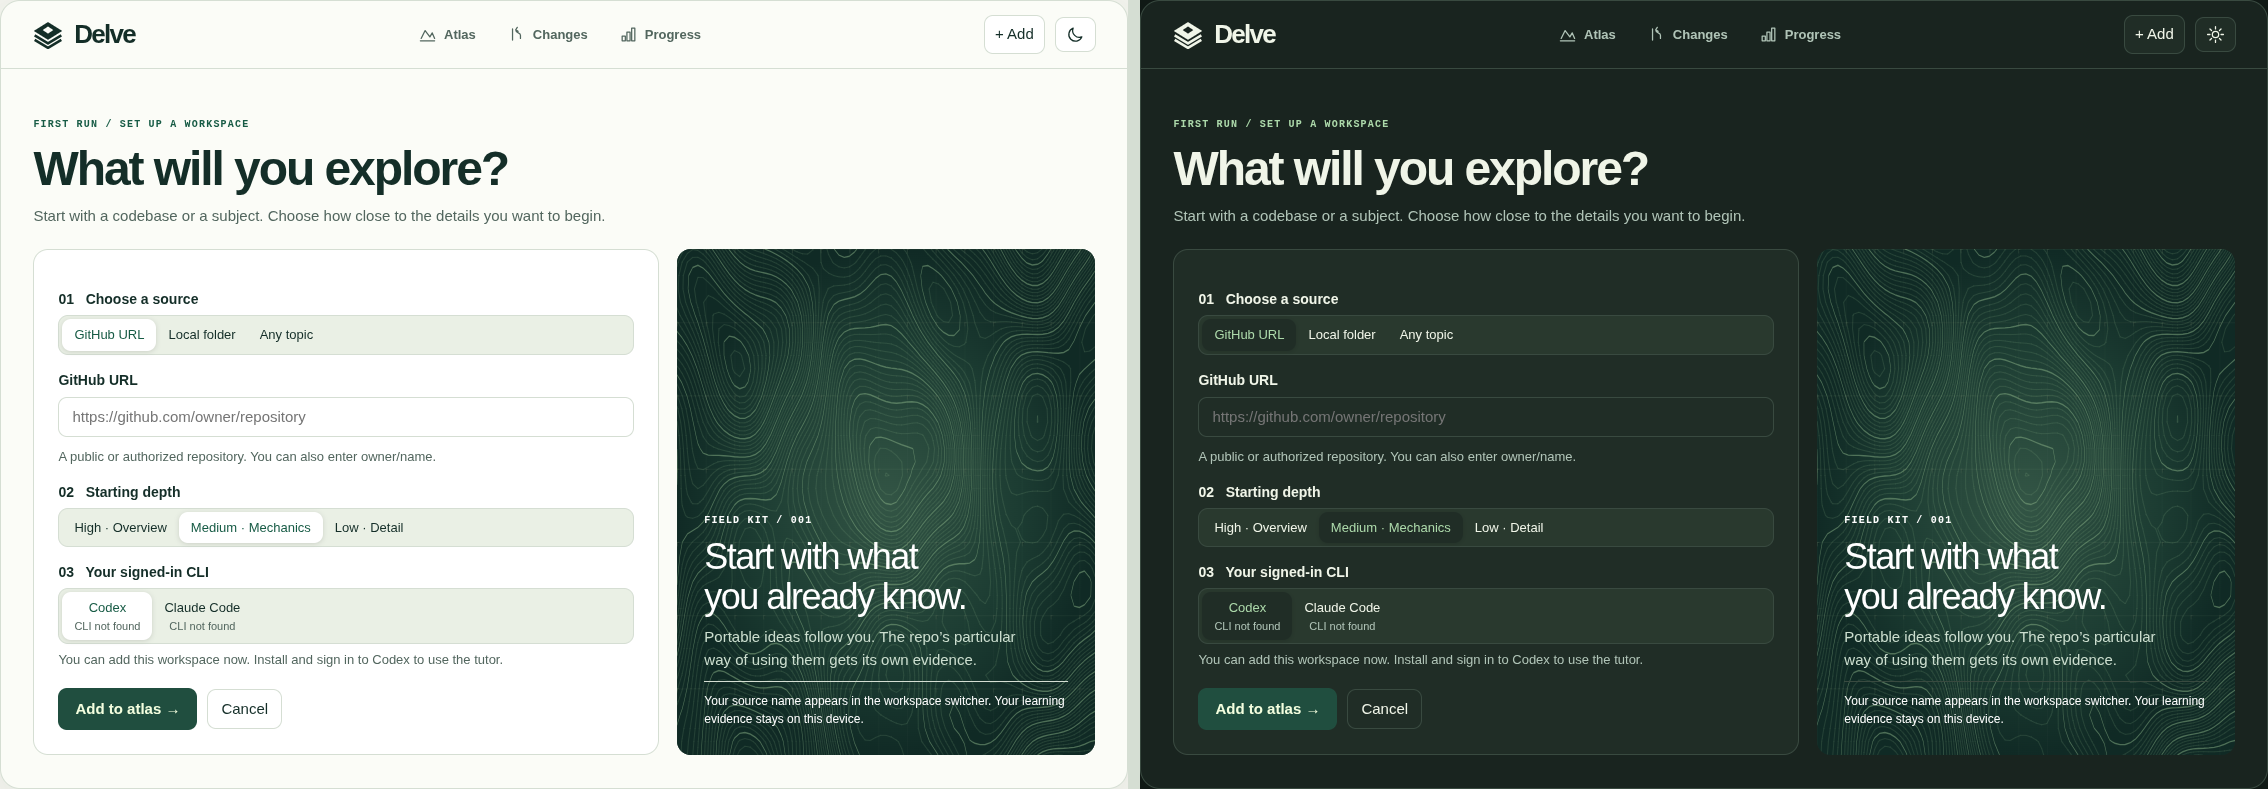 Delve
Atlas
Changes
Progress
+ Add
FIRST RUN / SET UP A WORKSPACE
What will you explore?
Start with a codebase or a subject. Choose how close to the details you want to begin.
01 Choose a source
GitHub URL
Local folder
Any topic
GitHub URL
https://github.com/owner/repository
A public or authorized repository. You can also enter owner/name.
02 Starting depth
High · Overview
Medium · Mechanics
Low · Detail
03 Your signed-in CLI
Codex
CLI not found
Claude Code
CLI not found
You can add this workspace now. Install and sign in to Codex to use the tutor.
Add to atlas →
Cancel
FIELD KIT / 001
Start with what
you already know.
Portable ideas follow you. The repo’s particular
way of using them gets its own evidence.
Your source name appears in the workspace switcher. Your learning
evidence stays on this device.
Delve
Atlas
Changes
Progress
+ Add
FIRST RUN / SET UP A WORKSPACE
What will you explore?
Start with a codebase or a subject. Choose how close to the details you want to begin.
01 Choose a source
GitHub URL
Local folder
Any topic
GitHub URL
https://github.com/owner/repository
A public or authorized repository. You can also enter owner/name.
02 Starting depth
High · Overview
Medium · Mechanics
Low · Detail
03 Your signed-in CLI
Codex
CLI not found
Claude Code
CLI not found
You can add this workspace now. Install and sign in to Codex to use the tutor.
Add to atlas →
Cancel
FIELD KIT / 001
Start with what
you already know.
Portable ideas follow you. The repo’s particular
way of using them gets its own evidence.
Your source name appears in the workspace switcher. Your learning
evidence stays on this device.